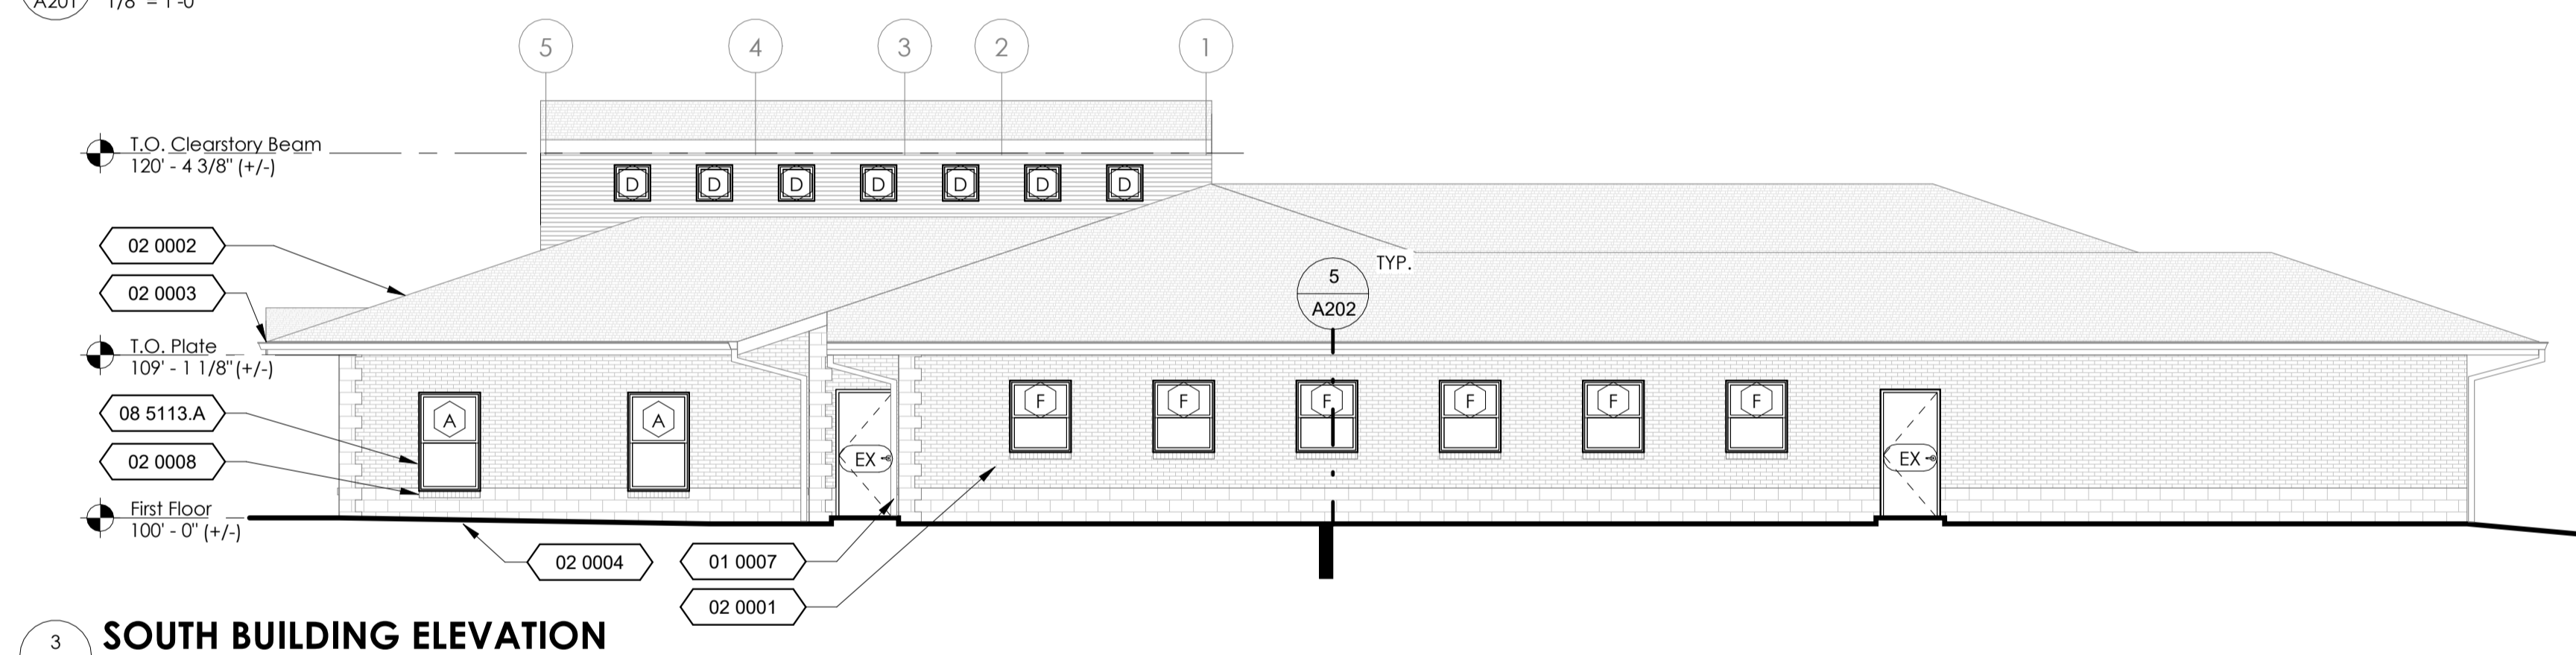 A201 1/8" = 1'-0"
5 4 3 2 1
T.O. Clearstory Beam
120' - 4 3/8" (+/-)
D D D D D D D
02 0002
TYP.
5
A202
02 0003
T.O. Plate
109' - 1 1/8" (+/-)
08 5113.A
A A F F F F F F
02 0008
EX EX
First Floor
100' - 0" (+/-)
02 0004 01 0007
02 0001
3 SOUTH BUILDING ELEVATION